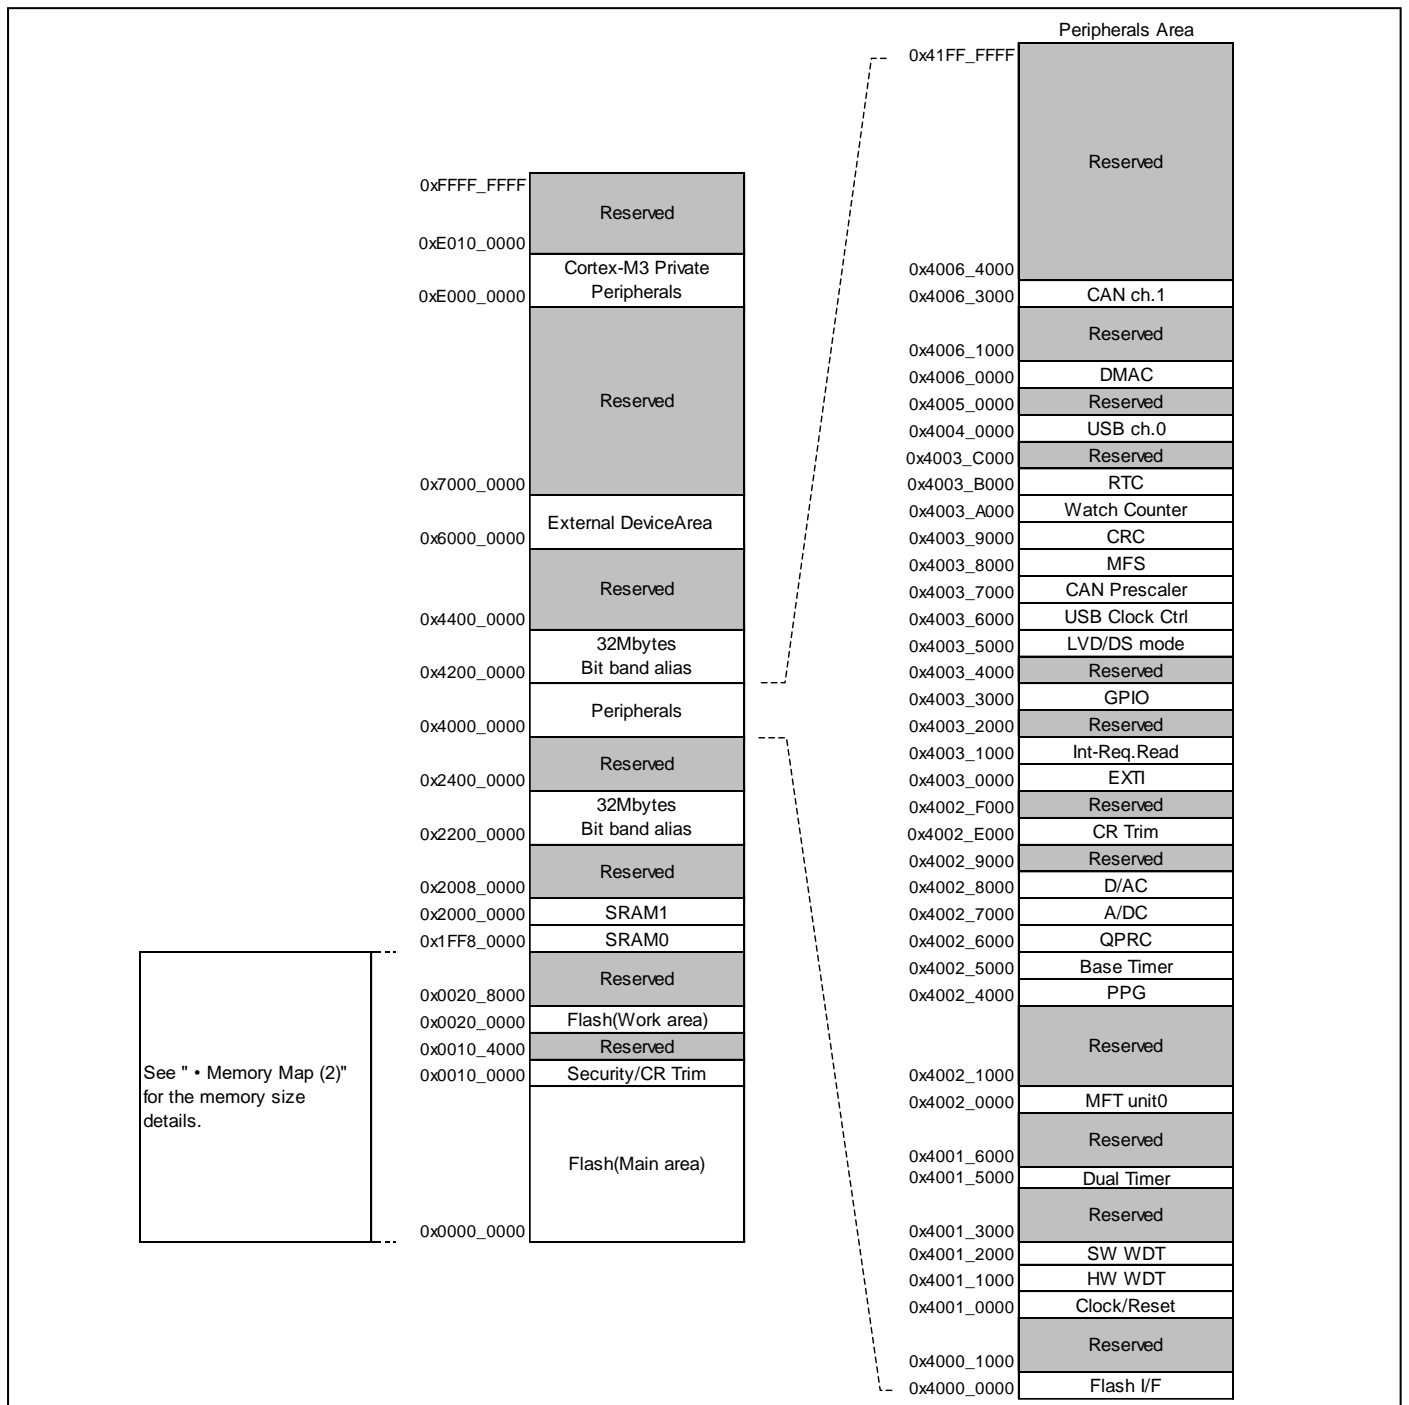 See " • Memory Map (2)"
for the memory size
details.
0xFFFF_FFFF
Reserved
0xE010_0000
Cortex-M3 Private
Peripherals
0xE000_0000
Reserved
0x7000_0000
External DeviceArea
0x6000_0000
Reserved
0x4400_0000
32Mbytes
Bit band alias
0x4200_0000
Peripherals
0x4000_0000
Reserved
0x2400_0000
32Mbytes
Bit band alias
0x2200_0000
Reserved
0x2008_0000
0x2000_0000 SRAM1
0x1FF8_0000 SRAM0
Reserved
0x0020_8000
0x0020_0000 Flash(Work area)
0x0010_4000 Reserved
0x0010_0000 Security/CR Trim
Flash(Main area)
0x0000_0000
Peripherals Area
0x41FF_FFFF
Reserved
0x4006_4000
0x4006_3000 CAN ch.1
Reserved
0x4006_1000
0x4006_0000 DMAC
0x4005_0000 Reserved
0x4004_0000 USB ch.0
0x4003_C000 Reserved
0x4003_B000 RTC
0x4003_A000 Watch Counter
0x4003_9000 CRC
0x4003_8000 MFS
0x4003_7000 CAN Prescaler
0x4003_6000 USB Clock Ctrl
0x4003_5000 LVD/DS mode
0x4003_4000 Reserved
0x4003_3000 GPIO
0x4003_2000 Reserved
0x4003_1000 Int-Req.Read
0x4003_0000 EXTI
0x4002_F000 Reserved
0x4002_E000 CR Trim
0x4002_9000 Reserved
0x4002_8000 D/AC
0x4002_7000 A/DC
0x4002_6000 QPRC
0x4002_5000 Base Timer
0x4002_4000 PPG
Reserved
0x4002_1000
0x4002_0000 MFT unit0
Reserved
0x4001_6000
0x4001_5000 Dual Timer
Reserved
0x4001_3000
0x4001_2000 SW WDT
0x4001_1000 HW WDT
0x4001_0000 Clock/Reset
Reserved
0x4000_1000
0x4000_0000 Flash I/F